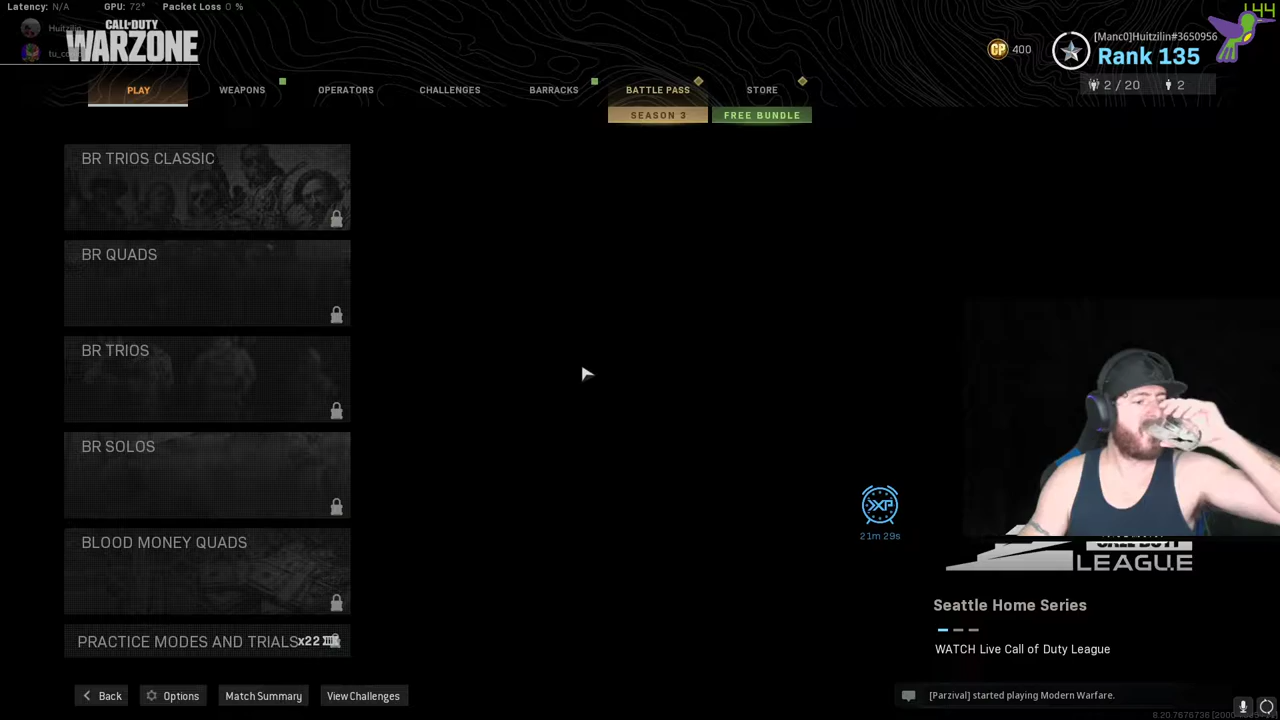 Latency: N/A GPU: 72° Packet Loss 0 %
144
Huitzilin
CALL OF DUTY
WARZONE
CP 400
[Manc0]Huitzilin#3650956
Rank 135
2 / 20 2
PLAY
WEAPONS
OPERATORS
CHALLENGES
BARRACKS
BATTLE PASS
STORE
SEASON 3
FREE BUNDLE
BR TRIOS CLASSIC
BR QUADS
BR TRIOS
BR SOLOS
BLOOD MONEY QUADS
PRACTICE MODES AND TRIALS x22
XP
21m 29s
LEAGUE
Seattle Home Series
WATCH Live Call of Duty League
Back
Options
Match Summary
View Challenges
[Parzival] started playing Modern Warfare.